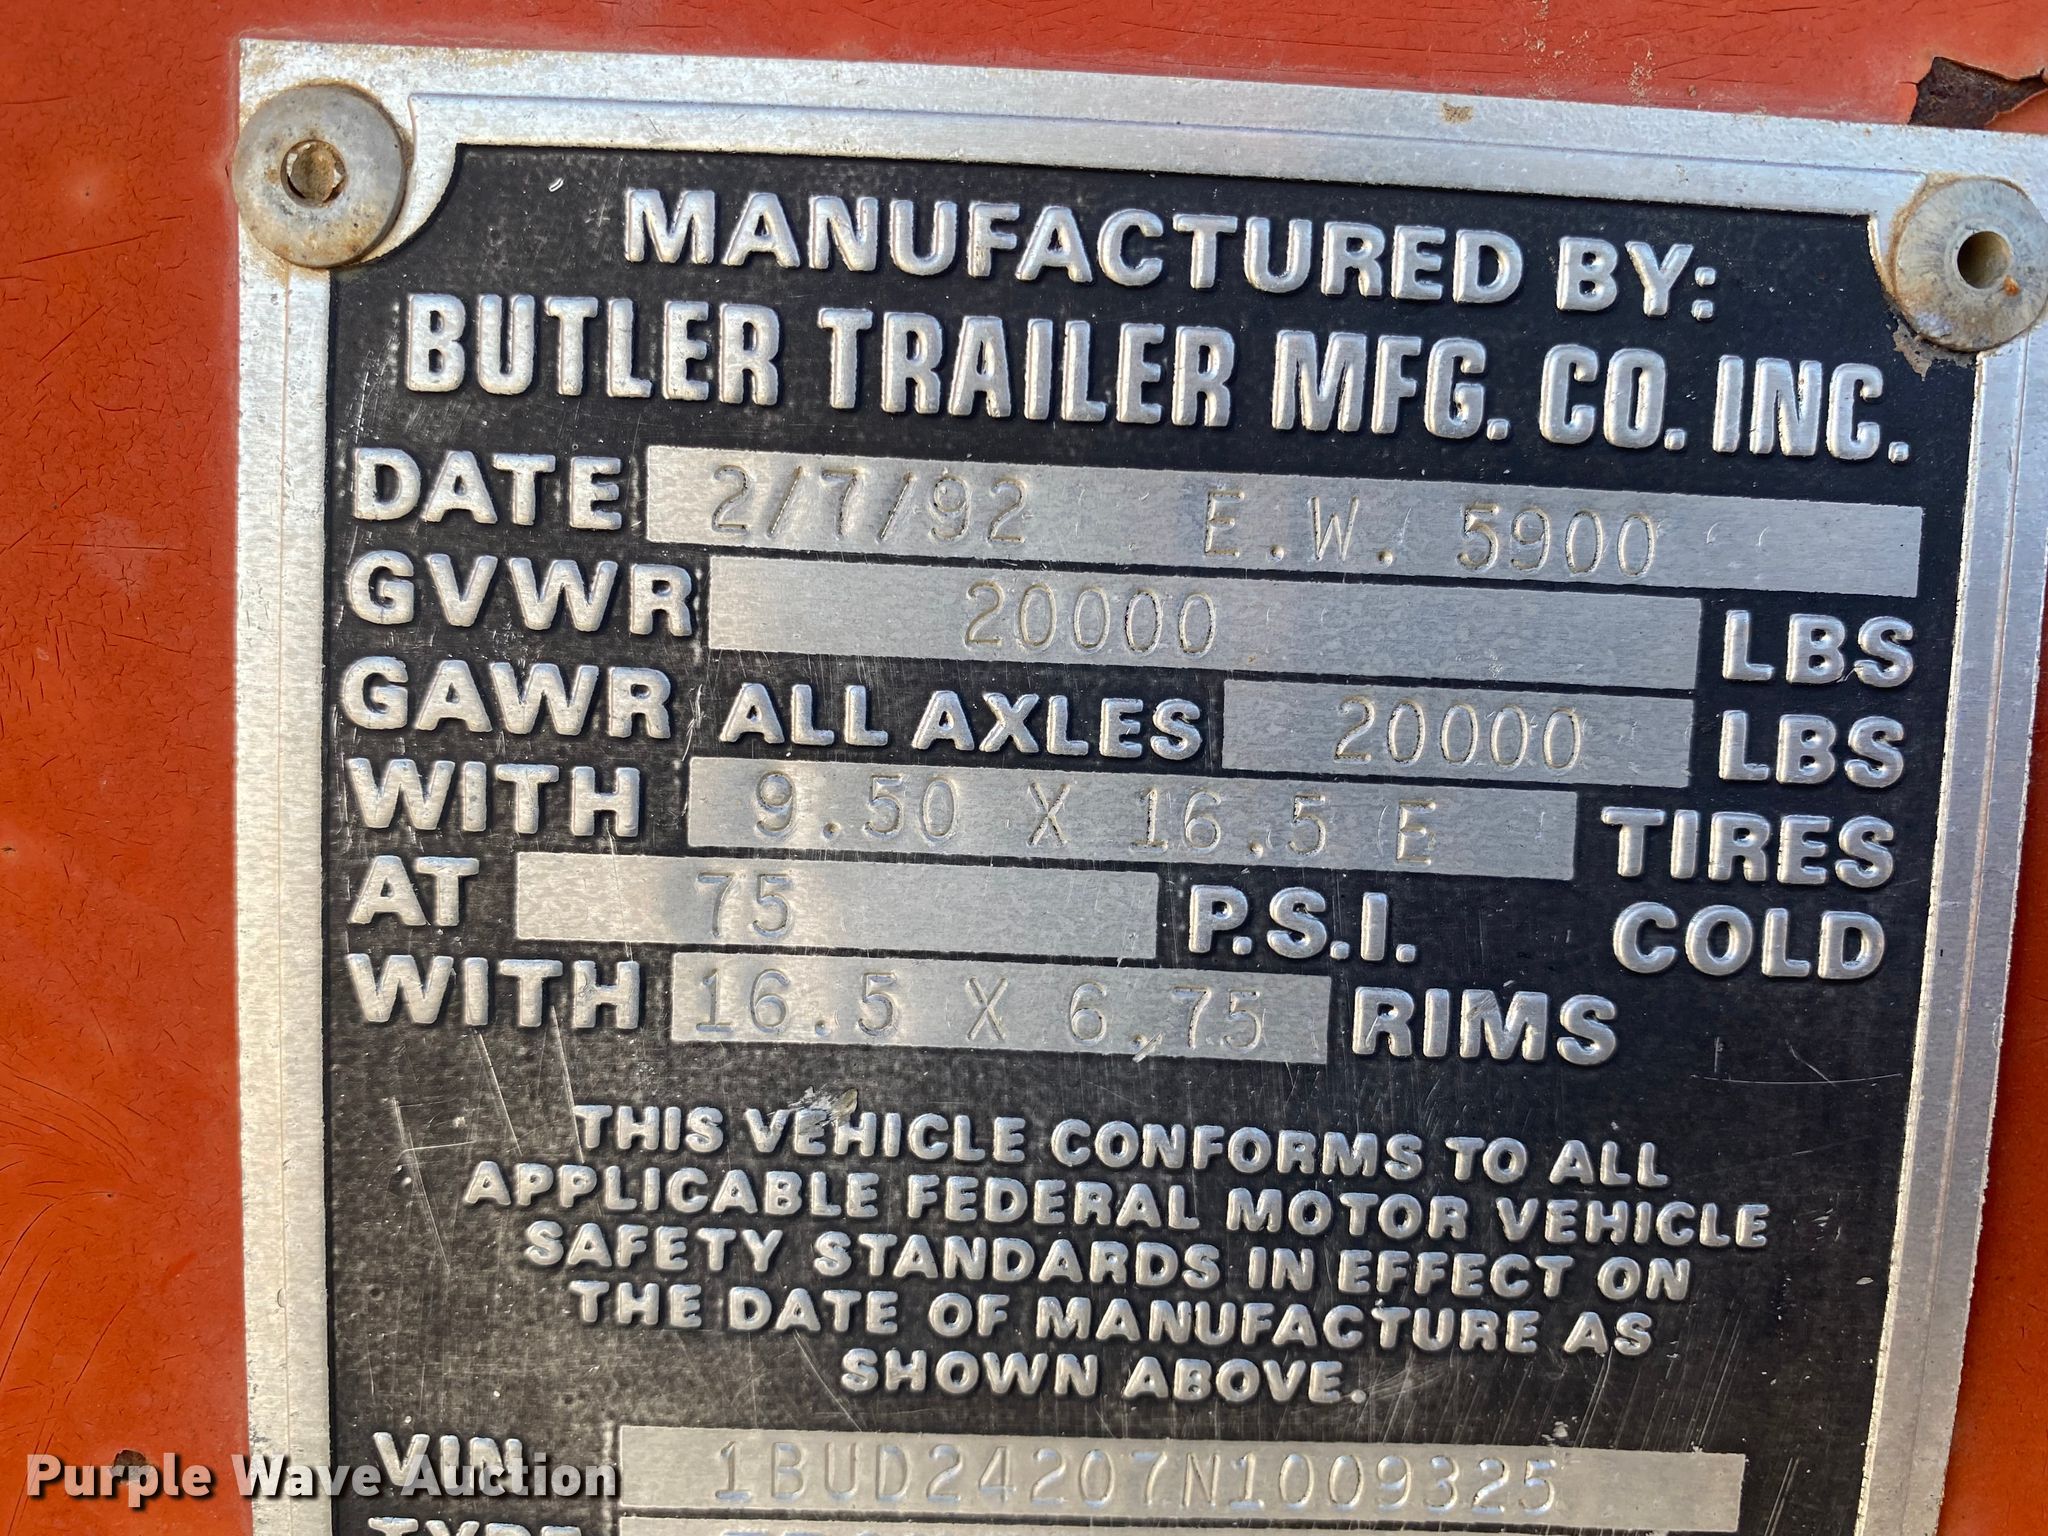 MANUFACTURED BY:
BUTLER TRAILER MFG. CO. INC.
DATE 2/7/92 E.W. 5900
GVWR 20000 LBS
GAWR ALL AXLES 20000 LBS
WITH 9.50 X 16.5 E TIRES
AT 75 P.S.I. COLD
WITH 16.5 X 6.75 RIMS
THIS VEHICLE CONFORMS TO ALL
APPLICABLE FEDERAL MOTOR VEHICLE
SAFETY STANDARDS IN EFFECT ON
THE DATE OF MANUFACTURE AS
SHOWN ABOVE.
VIN 1BUD24207N1009325
TYPE
Purple Wave Auction